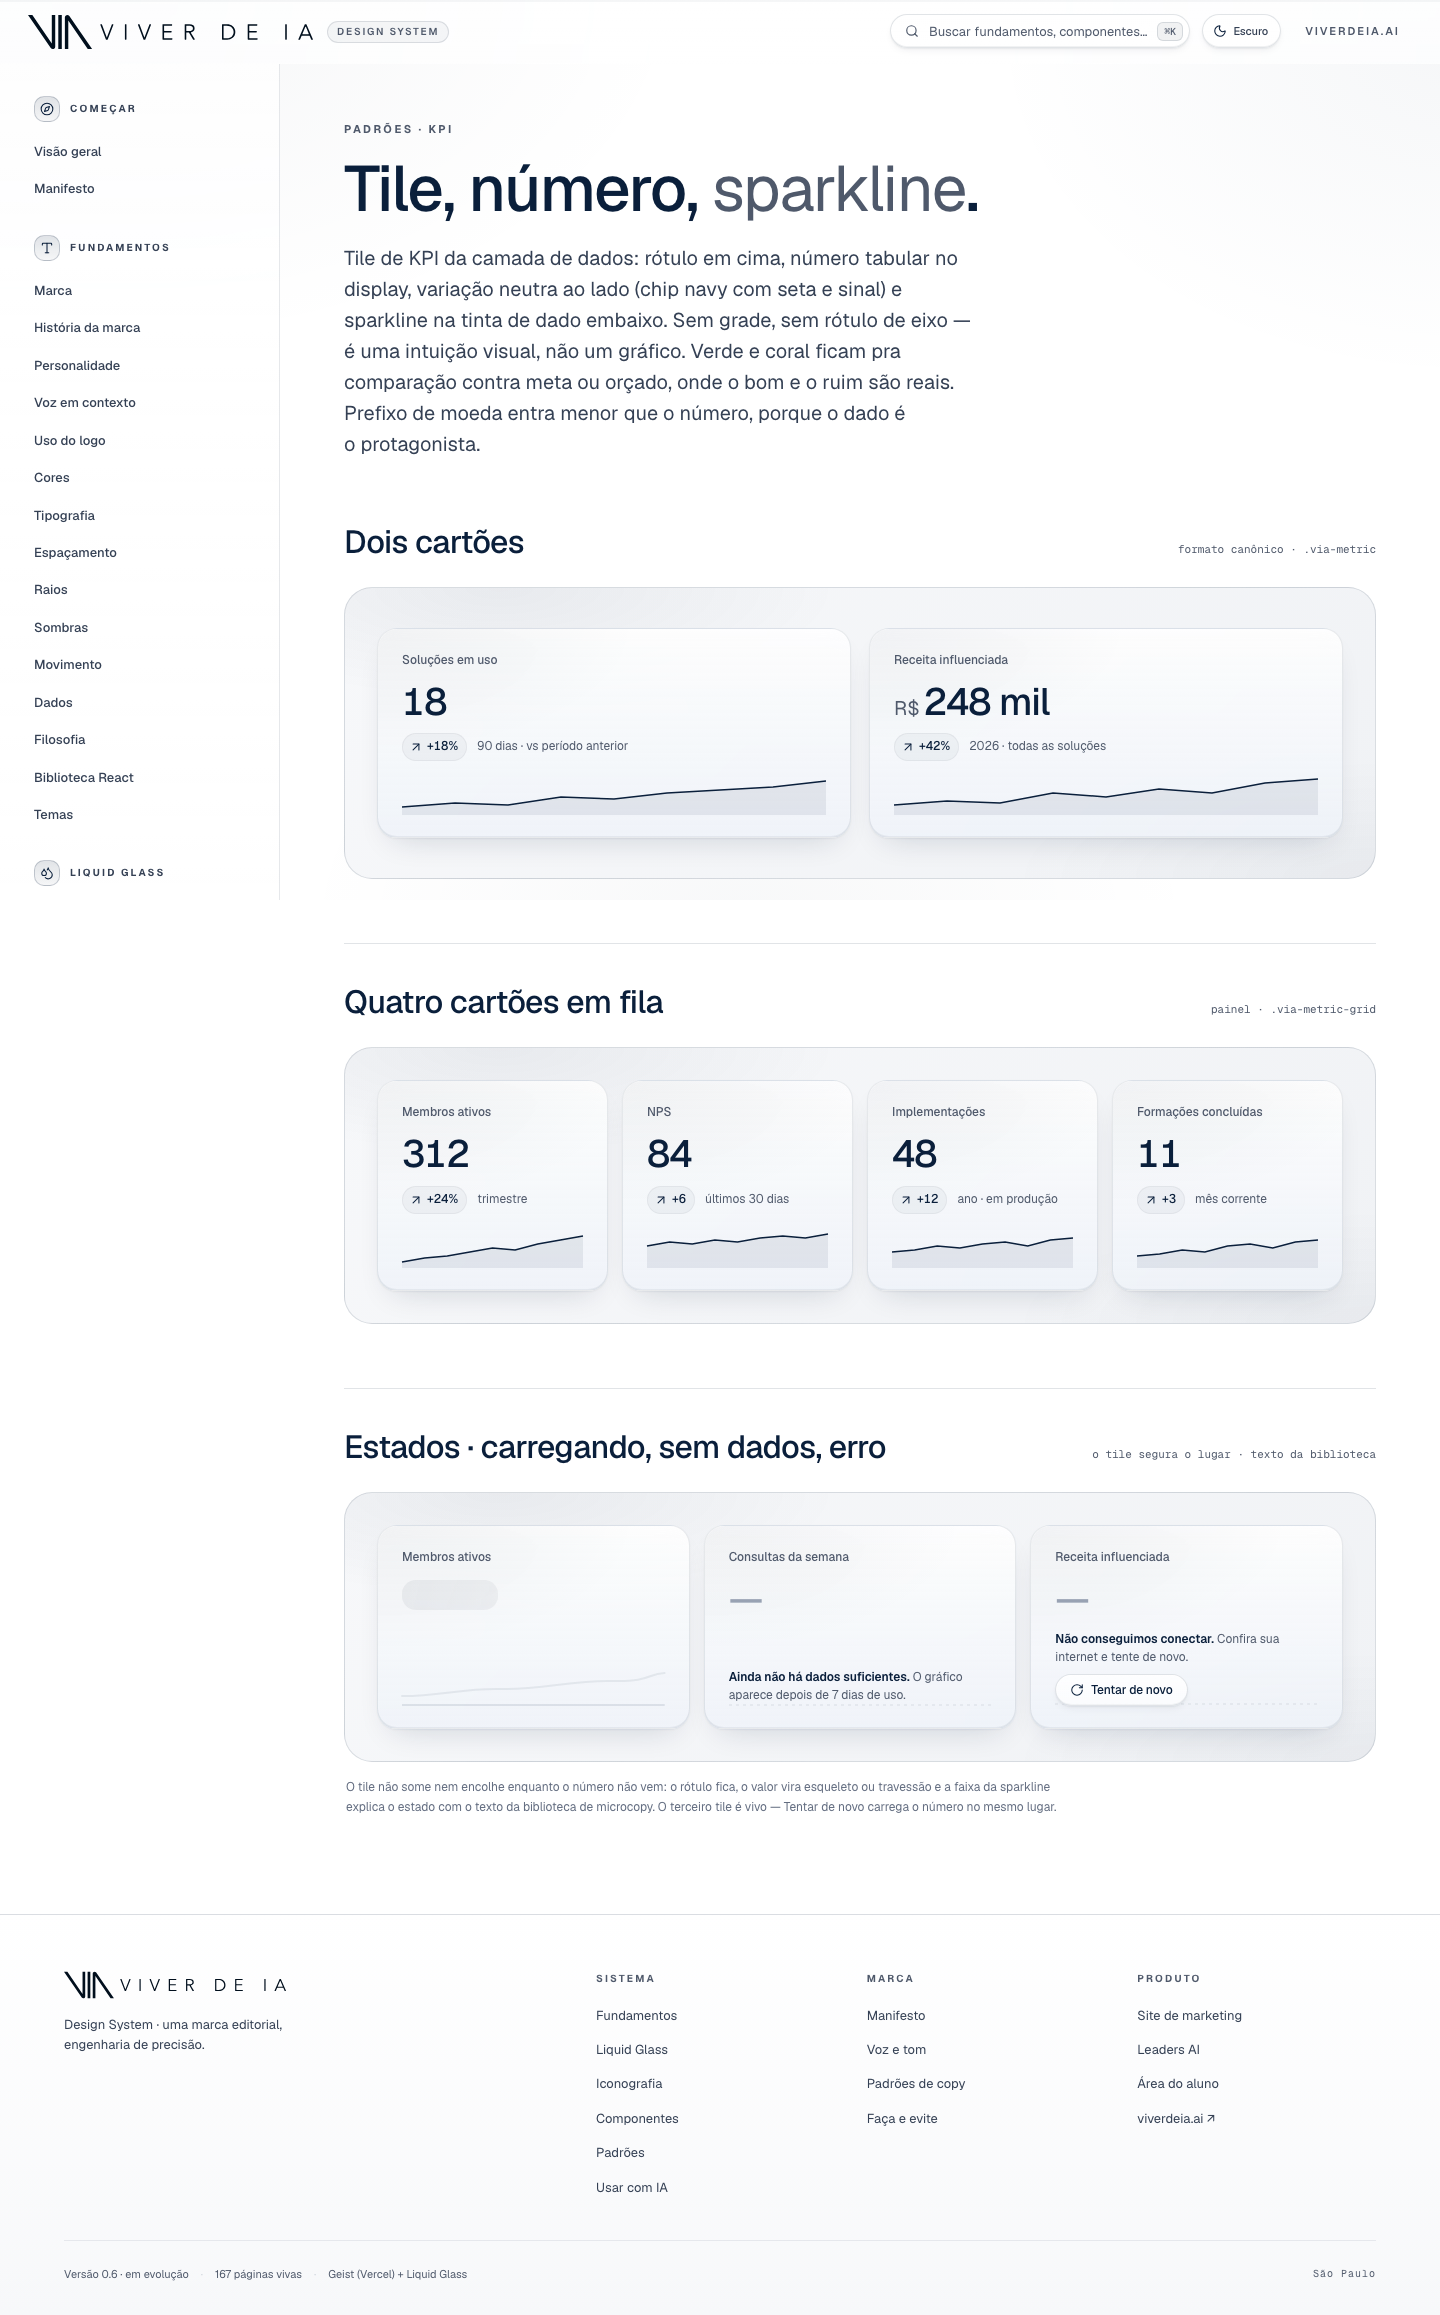 VIVER DE IA DESIGN SYSTEM
Buscar fundamentos, componentes... ⌘K
Escuro
VIVERDEIA.AI
COMEÇAR
Visão geral
Manifesto
FUNDAMENTOS
Marca
História da marca
Personalidade
Voz em contexto
Uso do logo
Cores
Tipografia
Espaçamento
Raios
Sombras
Movimento
Dados
Filosofia
Biblioteca React
Temas
LIQUID GLASS
PADRÕES · KPI
Tile, número, sparkline.
Tile de KPI da camada de dados: rótulo em cima, número tabular no
display, variação neutra ao lado (chip navy com seta e sinal) e
sparkline na tinta de dado embaixo. Sem grade, sem rótulo de eixo —
é uma intuição visual, não um gráfico. Verde e coral ficam pra
comparação contra meta ou orçado, onde o bom e o ruim são reais.
Prefixo de moeda entra menor que o número, porque o dado é
o protagonista.
Dois cartões
formato canônico · .via-metric
Soluções em uso
18
+18% 90 dias · vs período anterior
Receita influenciada
R$ 248 mil
+42% 2026 · todas as soluções
Quatro cartões em fila
painel · .via-metric-grid
Membros ativos
312
+24% trimestre
NPS
84
+6 últimos 30 dias
Implementações
48
+12 ano · em produção
Formações concluídas
11
+3 mês corrente
Estados · carregando, sem dados, erro
o tile segura o lugar · texto da biblioteca
Membros ativos
Consultas da semana
—
Ainda não há dados suficientes. O gráfico
aparece depois de 7 dias de uso.
Receita influenciada
—
Não conseguimos conectar. Confira sua
internet e tente de novo.
Tentar de novo
O tile não some nem encolhe enquanto o número não vem: o rótulo fica, o valor vira esqueleto ou travessão e a faixa da sparkline
explica o estado com o texto da biblioteca de microcopy. O terceiro tile é vivo — Tentar de novo carrega o número no mesmo lugar.
VIVER DE IA
Design System · uma marca editorial,
engenharia de precisão.
SISTEMA
Fundamentos
Liquid Glass
Iconografia
Componentes
Padrões
Usar com IA
MARCA
Manifesto
Voz e tom
Padrões de copy
Faça e evite
PRODUTO
Site de marketing
Leaders AI
Área do aluno
viverdeia.ai ↗
Versão 0.6 · em evolução · 167 páginas vivas · Geist (Vercel) + Liquid Glass
São Paulo